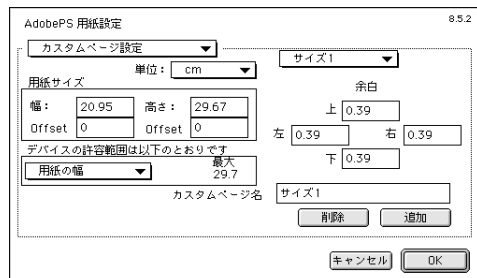 AdobePS 用紙設定
8.5.2
カスタムページ設定
サイズ1
単位： cm
用紙サイズ
幅： 20.95 高さ： 29.67
Offset 0 Offset 0
余白
上 0.39
左 0.39 右 0.39
下 0.39
デバイスの許容範囲は以下のとおりです
用紙の幅
最大
29.7
カスタムページ名 サイズ1
削除 追加
キャンセル OK